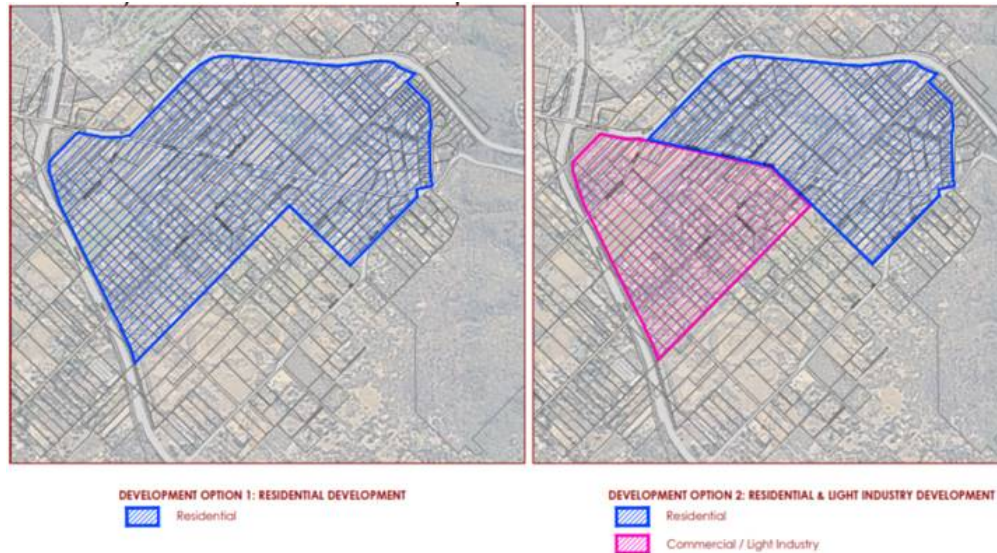 DEVELOPMENT OPTION 1: RESIDENTIAL DEVELOPMENT
Residential
DEVELOPMENT OPTION 2: RESIDENTIAL & LIGHT INDUSTRY DEVELOPMENT
Residential
Commercial / Light Industry